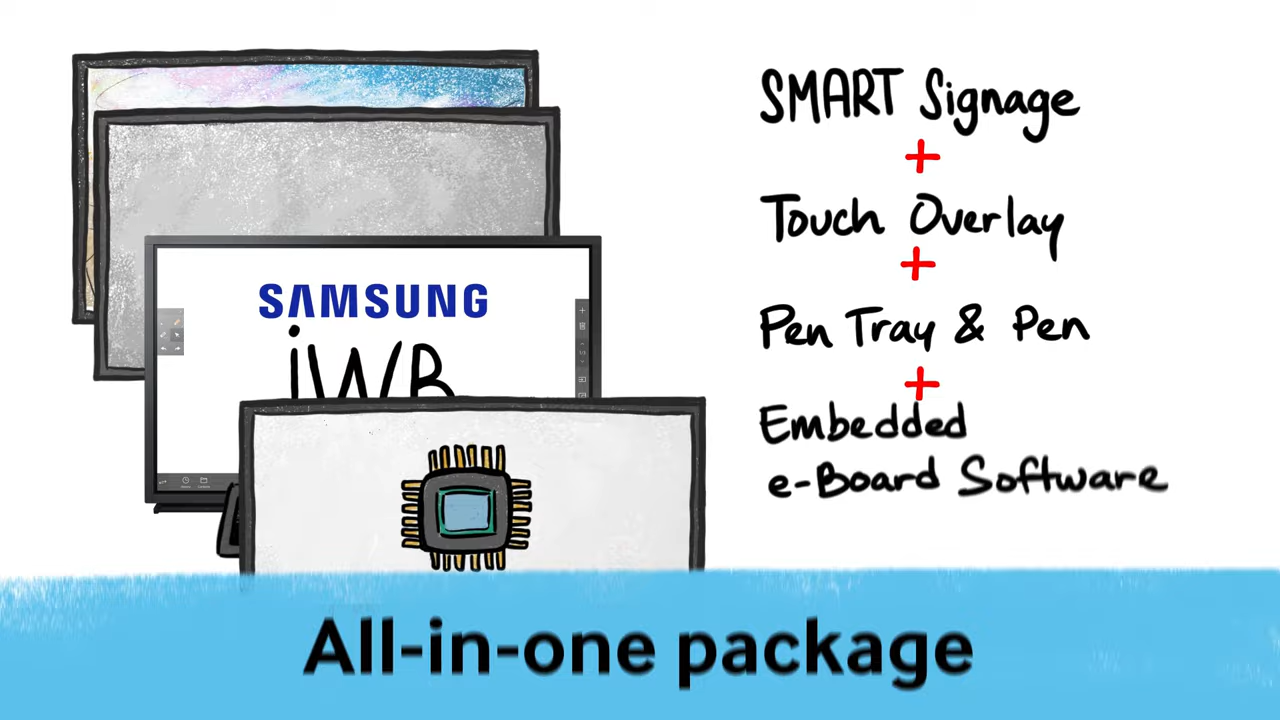 SMART Signage
+
Touch Overlay
+
Pen Tray & Pen
+
Embedded
e-Board Software
SAMSUNG
iWB
All-in-one package